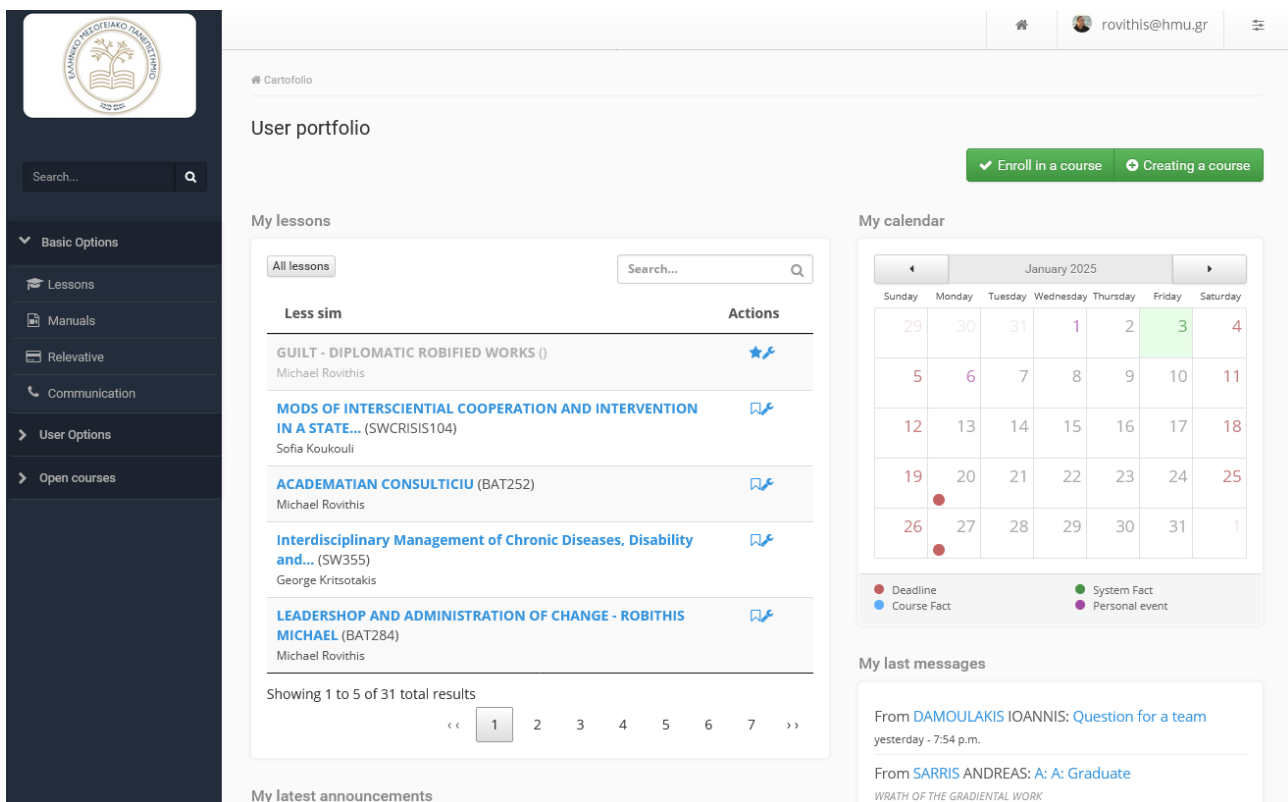 ΕΛΛΗΝΙΚΟ ΜΕΣΟΓΕΙΑΚΟ ΠΑΝΕΠΙΣΤΗΜΙΟ
rovithis@hmu.gr
Cartofolio
User portfolio
Search...
Enroll in a course
Creating a course
Basic Options
Lessons
Manuals
Relevative
Communication
User Options
Open courses
My lessons
All lessons
Search...
Less sim Actions
GUILT - DIPLOMATIC ROBIFIED WORKS ()
Michael Rovithis
MODS OF INTERSCIENTIAL COOPERATION AND INTERVENTION
IN A STATE... (SWCRISIS104)
Sofia Koukouli
ACADEMATIAN CONSULTICIU (BAT252)
Michael Rovithis
Interdisciplinary Management of Chronic Diseases, Disability
and... (SW355)
George Kritsotakis
LEADERSHOP AND ADMINISTRATION OF CHANGE - ROBITHIS
MICHAEL (BAT284)
Michael Rovithis
Showing 1 to 5 of 31 total results
‹‹ 1 2 3 4 5 6 7 ››
My latest announcements
My calendar
January 2025
Sunday Monday Tuesday Wednesday Thursday Friday Saturday
29 30 31 1 2 3 4
5 6 7 8 9 10 11
12 13 14 15 16 17 18
19 20 21 22 23 24 25
26 27 28 29 30 31 1
Deadline System Fact
Course Fact Personal event
My last messages
From DAMOULAKIS IOANNIS: Question for a team
yesterday - 7:54 p.m.
From SARRIS ANDREAS: A: A: Graduate
WRATH OF THE GRADIENTAL WORK